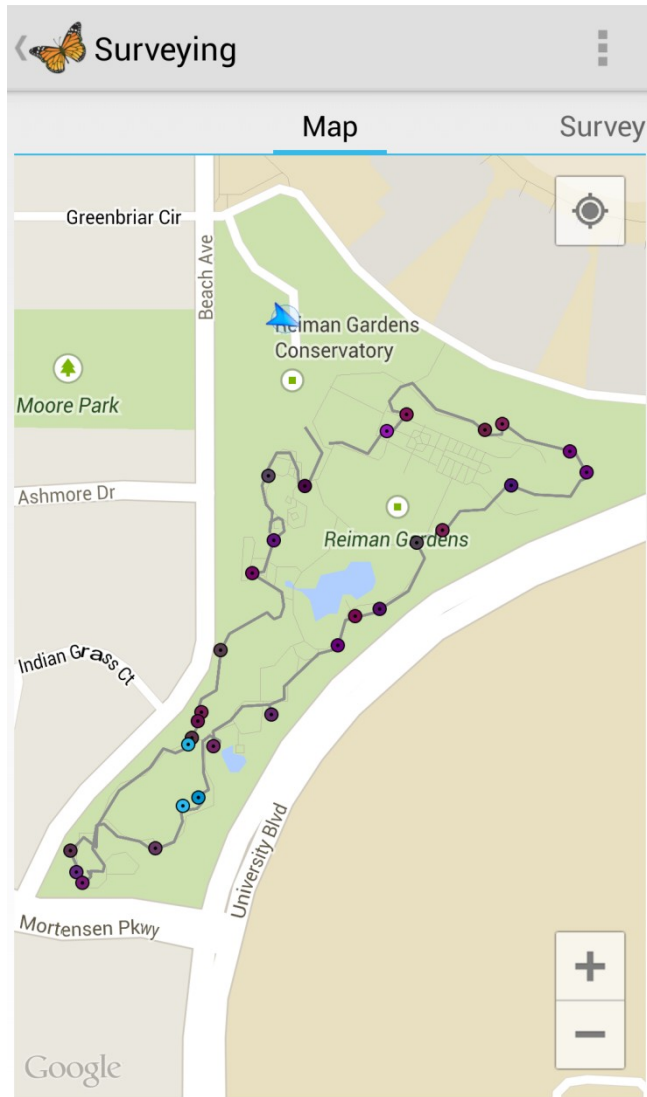 Surveying
Map
Survey
Greenbriar Cir
Beach Ave
Reiman Gardens
Conservatory
Moore Park
Ashmore Dr
Reiman Gardens
Indian Grass Ct
University Blvd
Mortensen Pkwy
Google